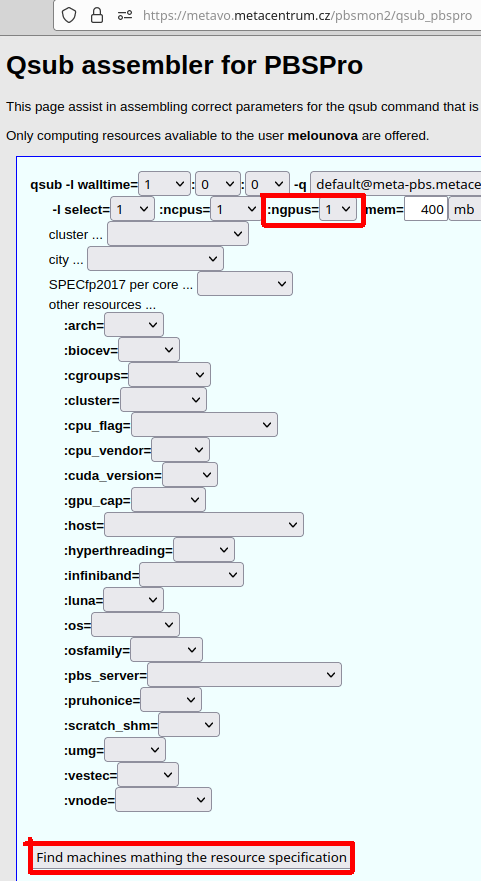 https://metavo.metacentrum.cz/pbsmon2/qsub_pbspro
Qsub assembler for PBSPro
This page assist in assembling correct parameters for the qsub command that is
Only computing resources avaliable to the user melounova are offered.
qsub -l walltime= 1 : 0 : 0 -q default@meta-pbs.metace
-l select= 1 :ncpus= 1 :ngpus= 1 mem= 400 mb
cluster ...
city ...
SPECfp2017 per core ...
other resources ...
:arch=
:biocev=
:cgroups=
:cluster=
:cpu_flag=
:cpu_vendor=
:cuda_version=
:gpu_cap=
:host=
:hyperthreading=
:infiniband=
:luna=
:os=
:osfamily=
:pbs_server=
:pruhonice=
:scratch_shm=
:umg=
:vestec=
:vnode=
Find machines mathing the resource specification